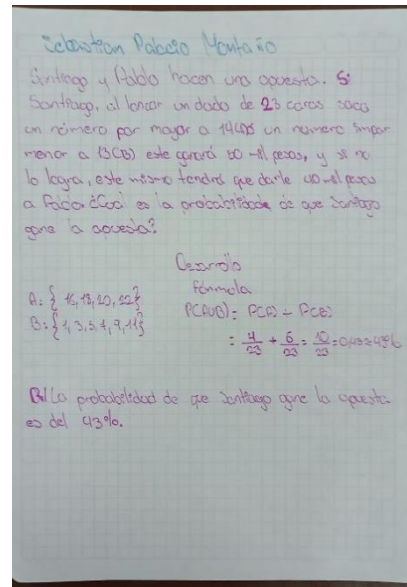 Sebastian Palacio Montaño
Santiago y Pablo hacen una apuesta. Si
Santiago, al lanzar un dado de 23 caras saca
un número par mayor a 14(A) o un número impar
menor a 13(B) este ganará 50 mil pesos, y si no
lo logra, este mismo tendrá que darle 40 mil pesos
a Pablo ¿Cuál es la probabilidad de que Santiago
gane la apuesta?
Desarrollo
Fórmula
A: { 16, 18, 20, 22}
P(A∪B)= P(A) + P(B)
B: {1, 3, 5, 7, 9, 11}
= 4/23 + 6/23 = 10/23 = 0,43 = 43%
R/ La probabilidad de que Santiago gane la apuesta
es del 43%.